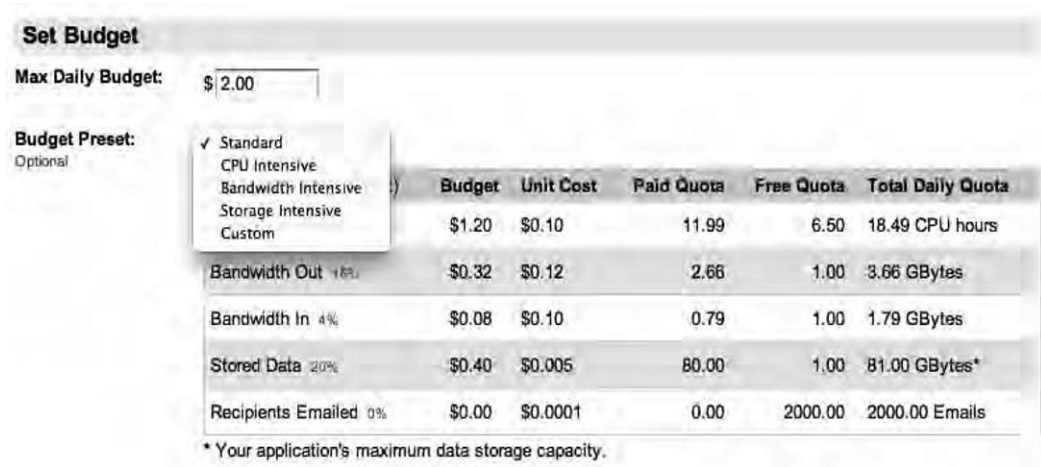 Set Budget
Max Daily Budget: $ 2.00
Budget Preset:
Optional
✓ Standard
CPU Intensive
Bandwidth Intensive
Storage Intensive
Custom
Budget Unit Cost Paid Quota Free Quota Total Daily Quota
$1.20 $0.10 11.99 6.50 18.49 CPU hours
Bandwidth Out 16% $0.32 $0.12 2.66 1.00 3.66 GBytes
Bandwidth In 4% $0.08 $0.10 0.79 1.00 1.79 GBytes
Stored Data 20% $0.40 $0.005 80.00 1.00 81.00 GBytes*
Recipients Emailed 0% $0.00 $0.0001 0.00 2000.00 2000.00 Emails
* Your application's maximum data storage capacity.